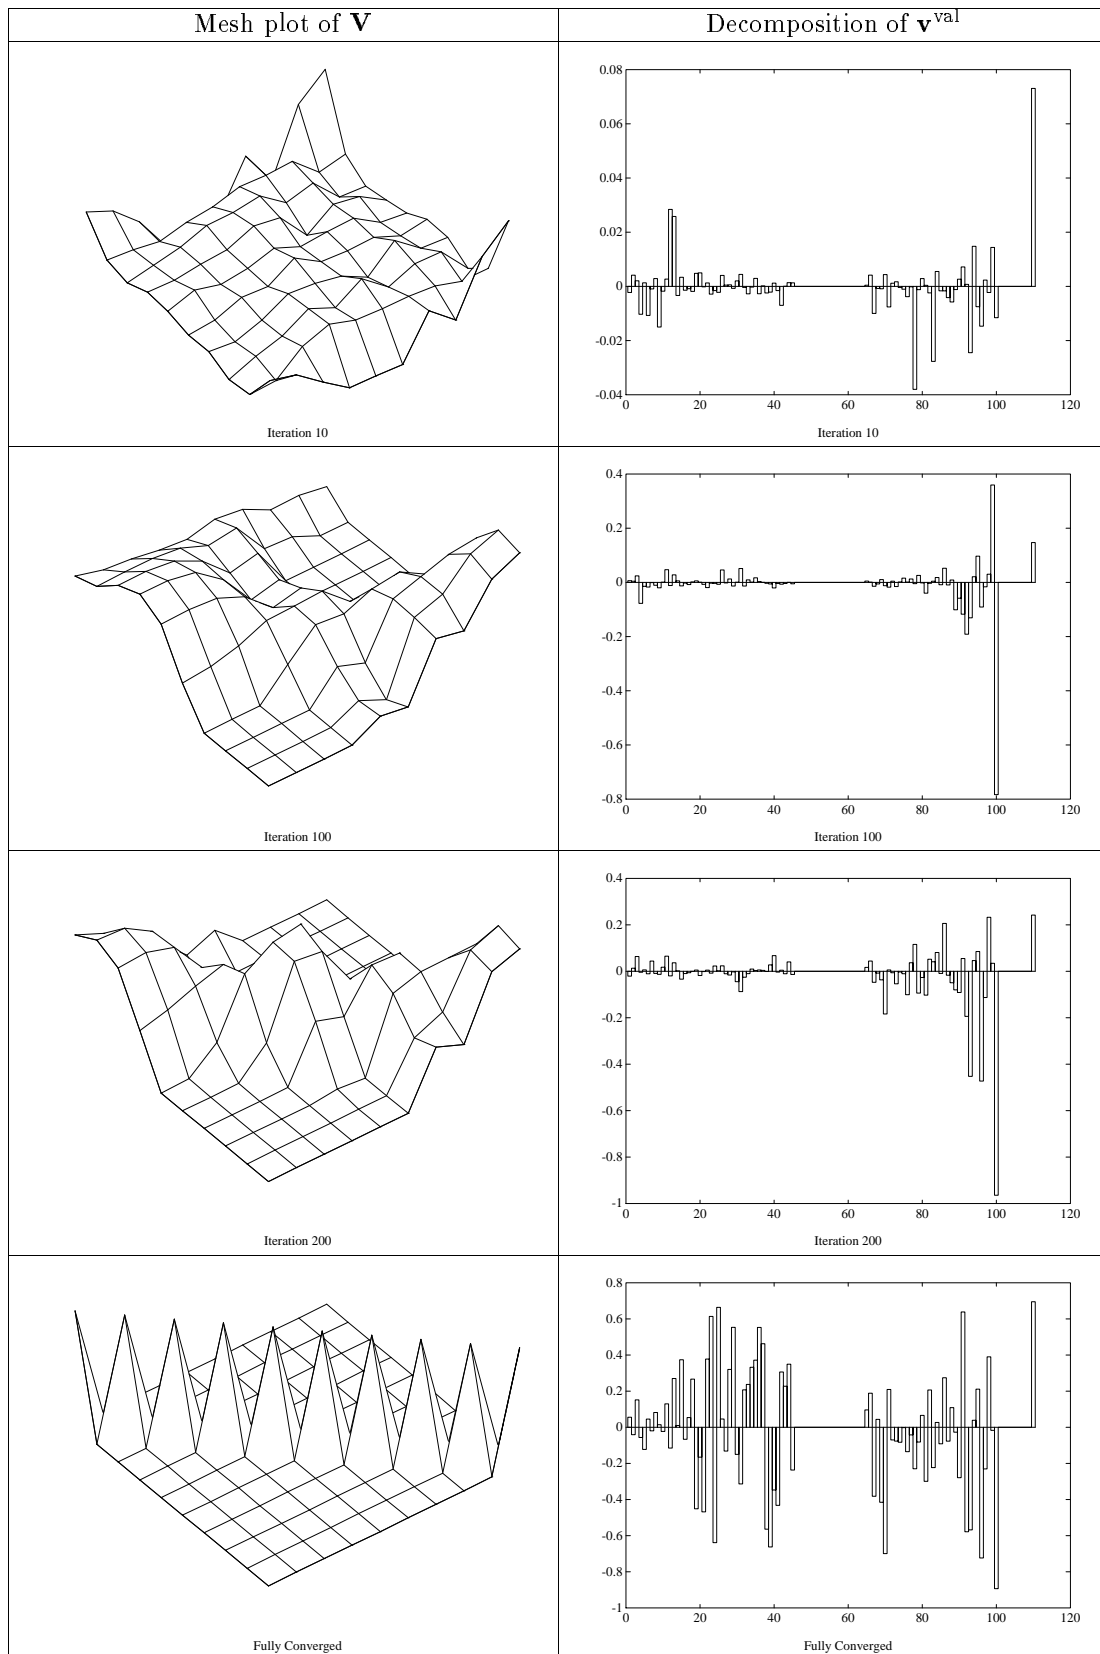 Mesh plot of V
Decomposition of v^val
0.08
0.06
0.04
0.02
0
-0.02
-0.04
0 20 40 60 80 100 120
Iteration 10
Iteration 10
0.4
0.2
0
-0.2
-0.4
-0.6
-0.8
0 20 40 60 80 100 120
Iteration 100
Iteration 100
0.4
0.2
0
-0.2
-0.4
-0.6
-0.8
-1
0 20 40 60 80 100 120
Iteration 200
Iteration 200
0.8
0.6
0.4
0.2
0
-0.2
-0.4
-0.6
-0.8
-1
0 20 40 60 80 100 120
Fully Converged
Fully Converged